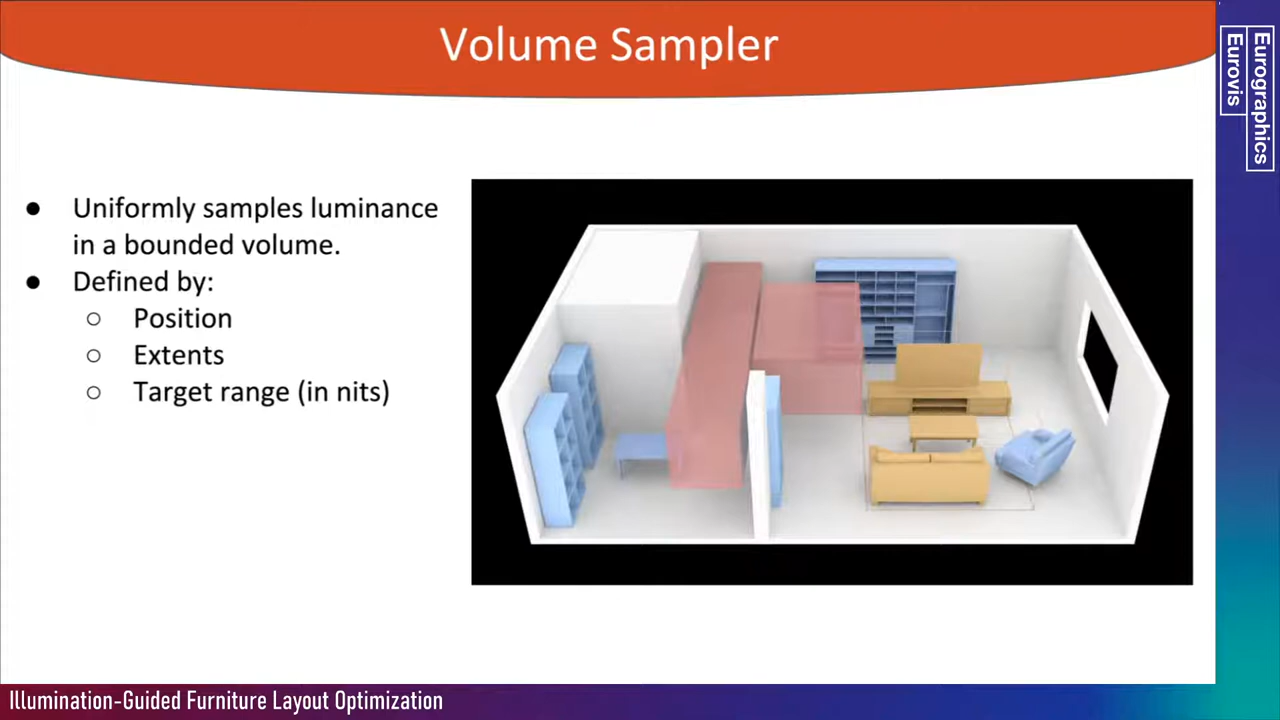 Volume Sampler
● Uniformly samples luminance
in a bounded volume.
● Defined by:
○ Position
○ Extents
○ Target range (in nits)
Eurographics
Eurovis
Illumination-Guided Furniture Layout Optimization